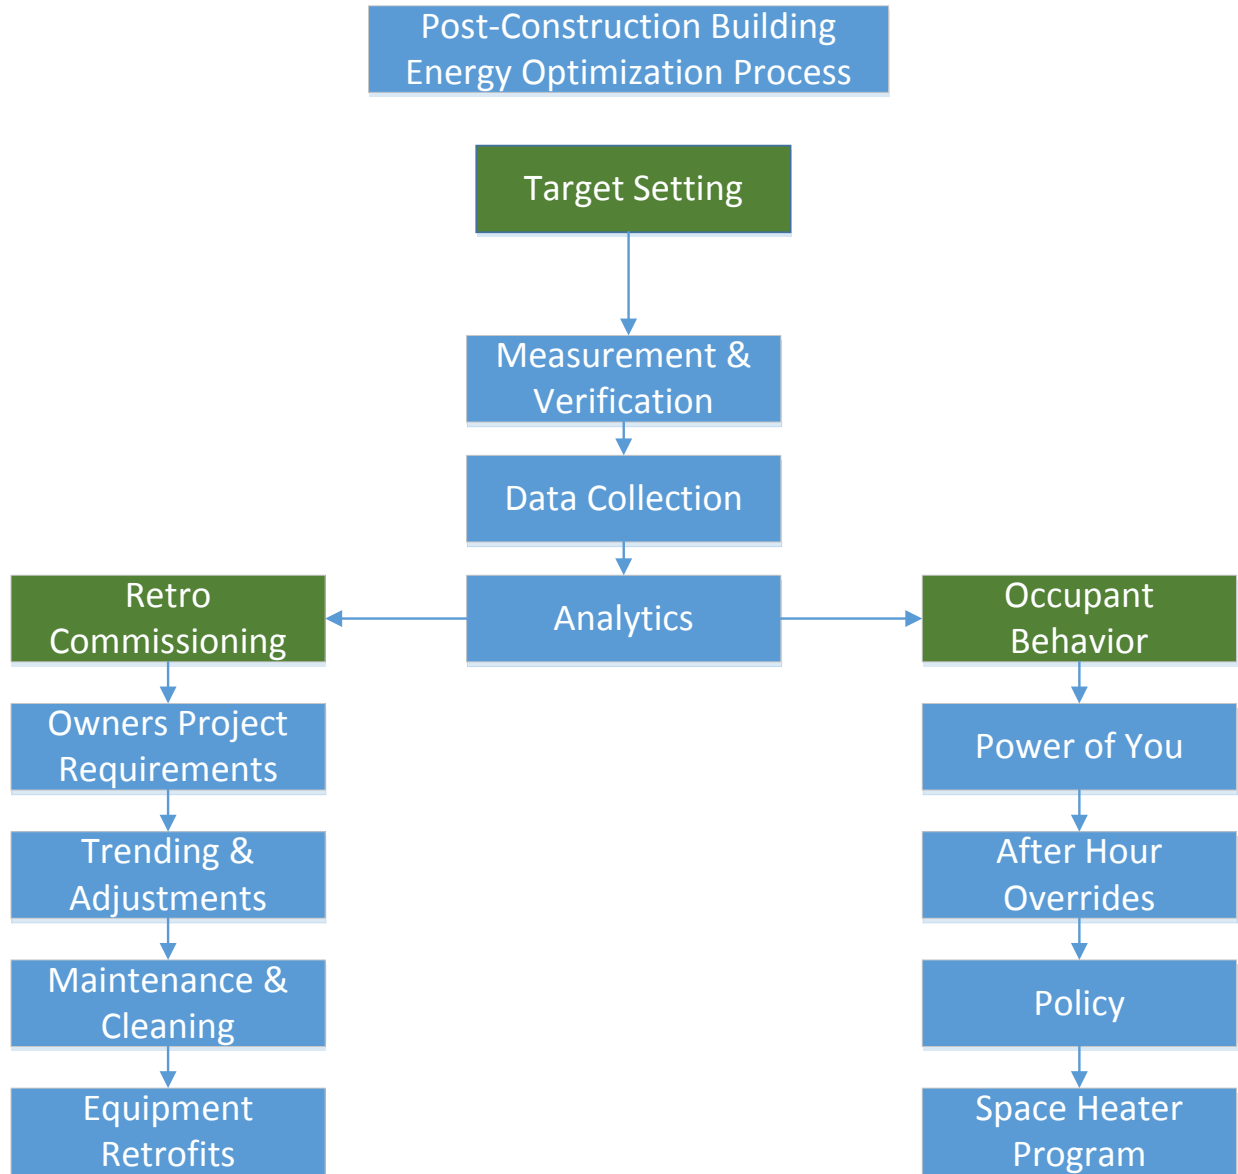 Post-Construction Building
Energy Optimization Process
Target Setting
Measurement &
Verification
Data Collection
Analytics
Retro
Commissioning
Owners Project
Requirements
Trending &
Adjustments
Maintenance &
Cleaning
Equipment
Retrofits
Occupant
Behavior
Power of You
After Hour
Overrides
Policy
Space Heater
Program